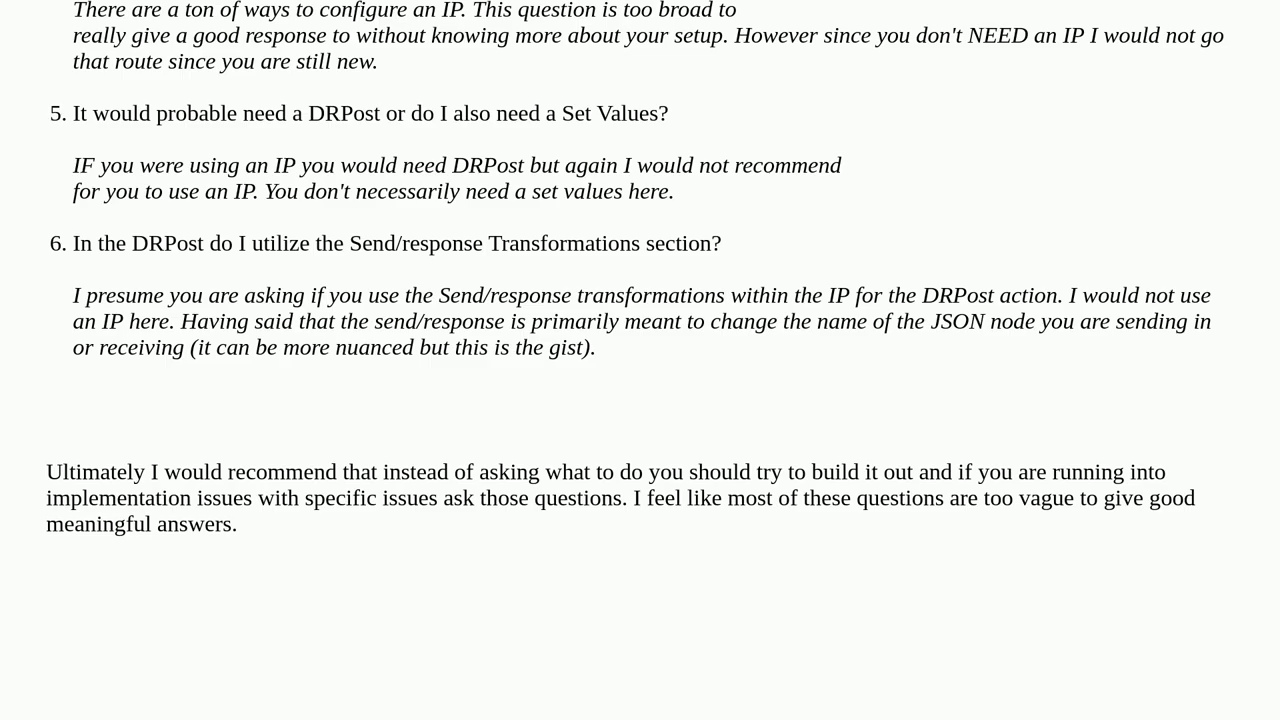 There are a ton of ways to configure an IP. This question is too broad to
really give a good response to without knowing more about your setup. However since you don't NEED an IP I would not go
that route since you are still new.
5. It would probable need a DRPost or do I also need a Set Values?
IF you were using an IP you would need DRPost but again I would not recommend
for you to use an IP. You don't necessarily need a set values here.
6. In the DRPost do I utilize the Send/response Transformations section?
I presume you are asking if you use the Send/response transformations within the IP for the DRPost action. I would not use
an IP here. Having said that the send/response is primarily meant to change the name of the JSON node you are sending in
or receiving (it can be more nuanced but this is the gist).
Ultimately I would recommend that instead of asking what to do you should try to build it out and if you are running into
implementation issues with specific issues ask those questions. I feel like most of these questions are too vague to give good
meaningful answers.